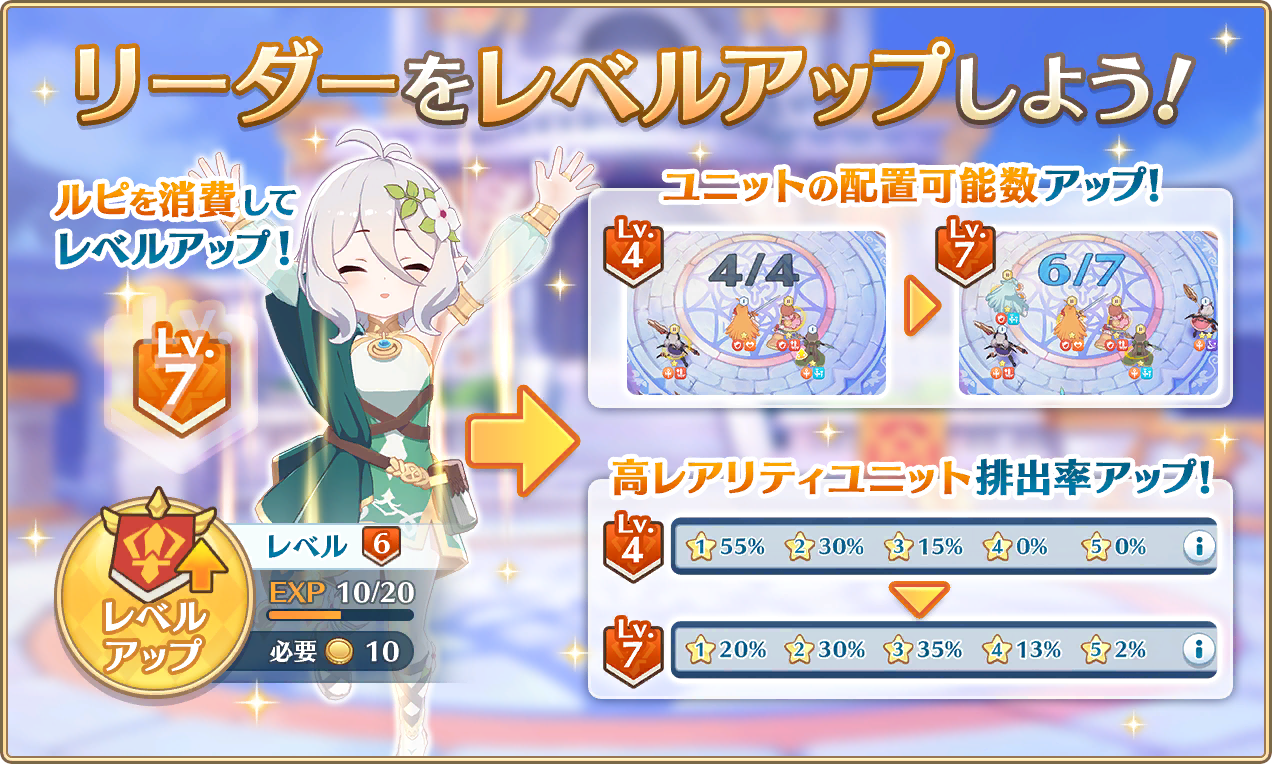 リーダーをレベルアップしよう!
ルピを消費して
レベルアップ!
Lv.
7
レベル
アップ
レベル 6
EXP 10/20
必要 10
ユニットの配置可能数アップ!
Lv.
4
4/4
Lv.
7
6/7
高レアリティユニット排出率アップ!
Lv.
4
1 55% 2 30% 3 15% 4 0% 5 0% i
Lv.
7
1 20% 2 30% 3 35% 4 13% 5 2% i